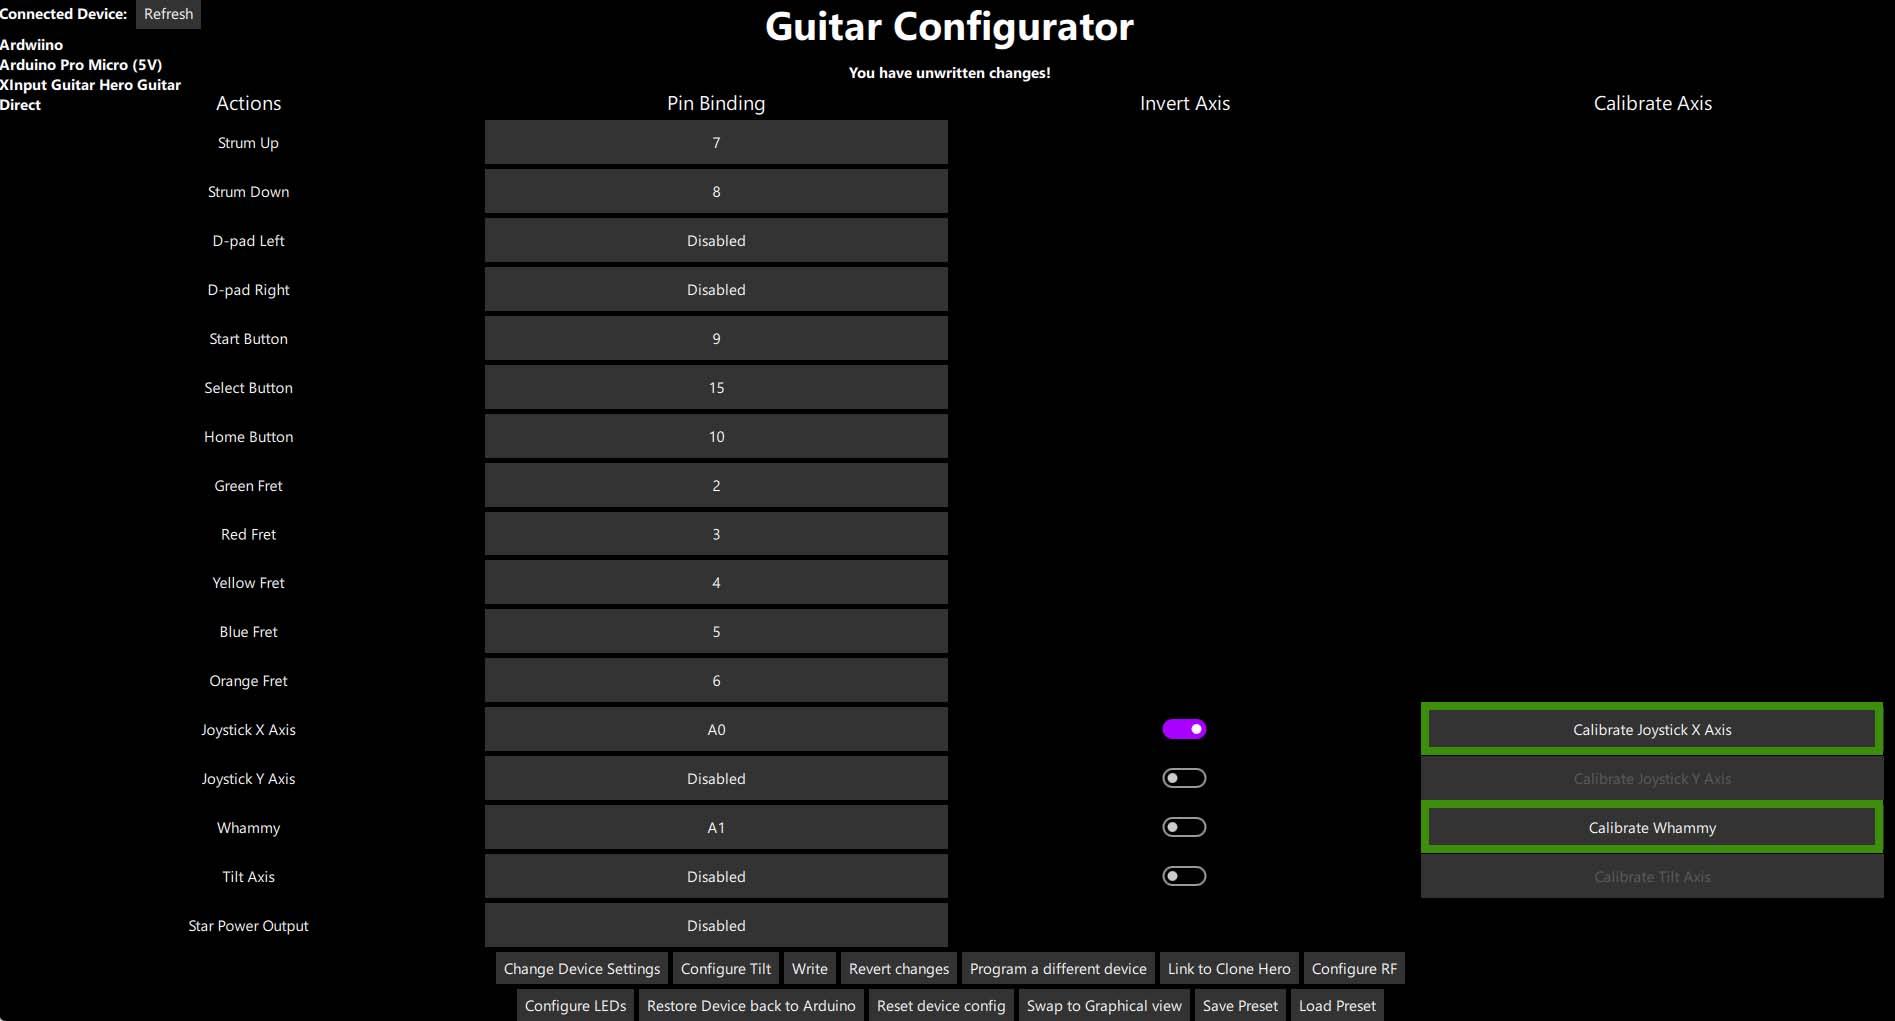 Connected Device: Refresh
Guitar Configurator
Ardwiino
Arduino Pro Micro (5V)
XInput Guitar Hero Guitar
Direct
You have unwritten changes!
Actions Pin Binding Invert Axis Calibrate Axis
Strum Up 7
Strum Down 8
D-pad Left Disabled
D-pad Right Disabled
Start Button 9
Select Button 15
Home Button 10
Green Fret 2
Red Fret 3
Yellow Fret 4
Blue Fret 5
Orange Fret 6
Joystick X Axis A0 Calibrate Joystick X Axis
Joystick Y Axis Disabled Calibrate Joystick Y Axis
Whammy A1 Calibrate Whammy
Tilt Axis Disabled Calibrate Tilt Axis
Star Power Output Disabled
Change Device Settings Configure Tilt Write Revert changes Program a different device Link to Clone Hero Configure RF
Configure LEDs Restore Device back to Arduino Reset device config Swap to Graphical view Save Preset Load Preset